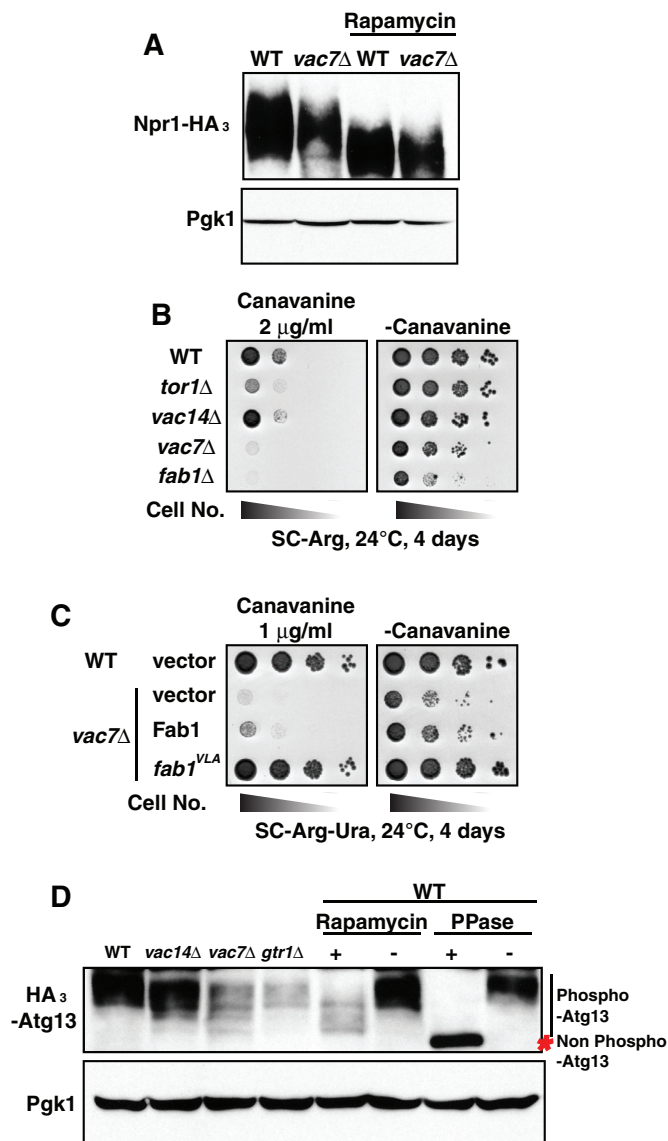 A
Rapamycin
WT vac7Δ WT vac7Δ
Npr1-HA₃
Pgk1
B
Canavanine
2 μg/ml
-Canavanine
WT
tor1Δ
vac14Δ
vac7Δ
fab1Δ
Cell No.
SC-Arg, 24°C, 4 days
C
Canavanine
1 μg/ml
-Canavanine
WT vector
vac7Δ
vector
Fab1
fab1^VLA
Cell No.
SC-Arg-Ura, 24°C, 4 days
D
WT
Rapamycin PPase
WT vac14Δ vac7Δ gtr1Δ + - + -
HA₃
-Atg13
Phospho
-Atg13
* Non Phospho
-Atg13
Pgk1